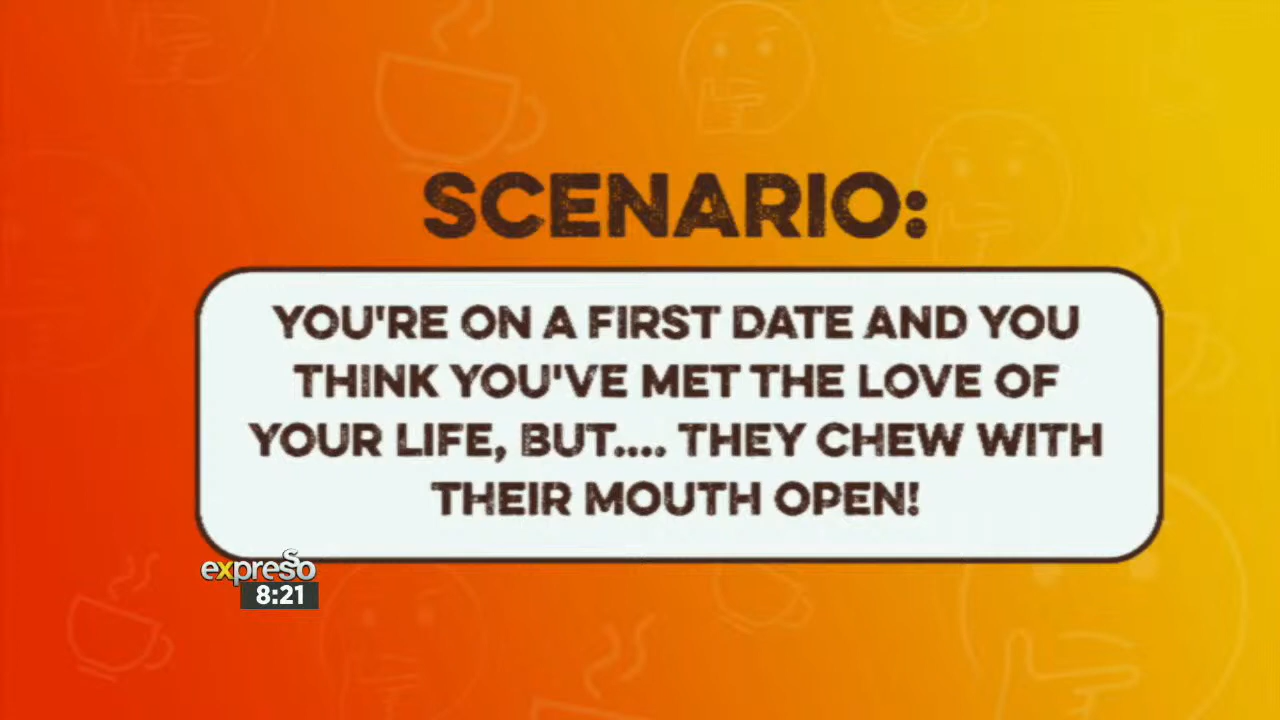 SCENARIO:
YOU'RE ON A FIRST DATE AND YOU
THINK YOU'VE MET THE LOVE OF
YOUR LIFE, BUT.... THEY CHEW WITH
THEIR MOUTH OPEN!
expresso
8:21